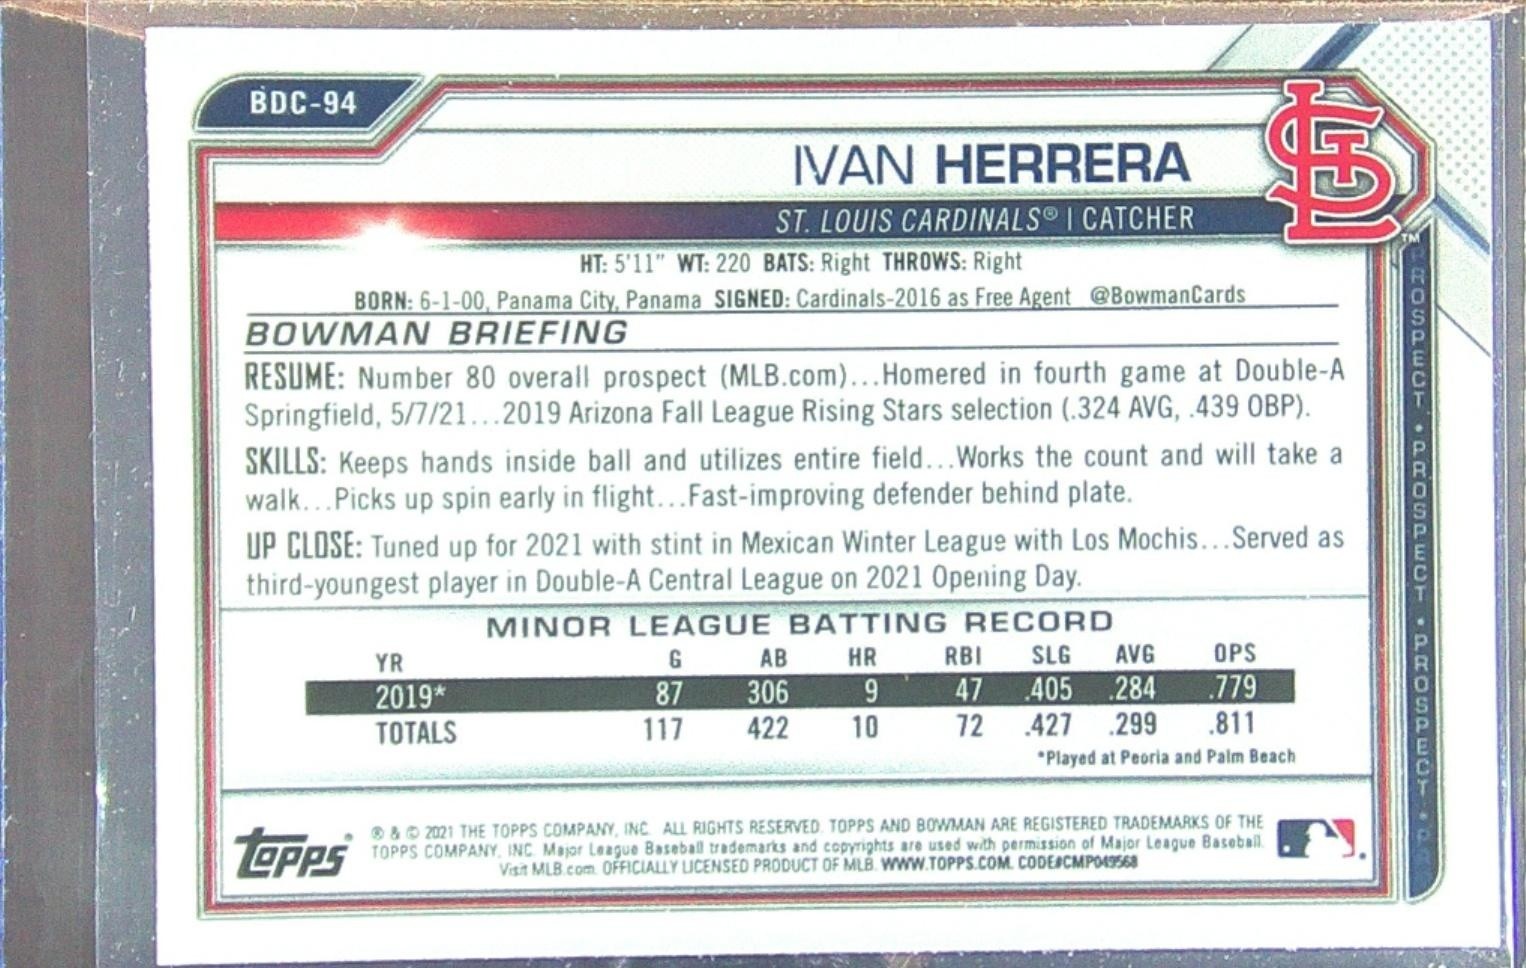 BDC-94
IVAN HERRERA
ST. LOUIS CARDINALS® | CATCHER
STL
™
HT: 5'11" WT: 220 BATS: Right THROWS: Right
BORN: 6-1-00, Panama City, Panama SIGNED: Cardinals-2016 as Free Agent @BowmanCards
BOWMAN BRIEFING
RESUME: Number 80 overall prospect (MLB.com)...Homered in fourth game at Double-A
Springfield, 5/7/21...2019 Arizona Fall League Rising Stars selection (.324 AVG, .439 OBP).
SKILLS: Keeps hands inside ball and utilizes entire field...Works the count and will take a
walk...Picks up spin early in flight...Fast-improving defender behind plate.
UP CLOSE: Tuned up for 2021 with stint in Mexican Winter League with Los Mochis...Served as
third-youngest player in Double-A Central League on 2021 Opening Day.
MINOR LEAGUE BATTING RECORD
YR G AB HR RBI SLG AVG OPS
2019* 87 306 9 47 .405 .284 .779
TOTALS 117 422 10 72 .427 .299 .811
*Played at Peoria and Palm Beach
Topps®
® & © 2021 THE TOPPS COMPANY, INC. ALL RIGHTS RESERVED. TOPPS AND BOWMAN ARE REGISTERED TRADEMARKS OF THE
TOPPS COMPANY, INC. Major League Baseball trademarks and copyrights are used with permission of Major League Baseball.
Visit MLB.com. OFFICIALLY LICENSED PRODUCT OF MLB. WWW.TOPPS.COM. CODE#CMP049568
PROSPECT • PROSPECT • PROSPECT • PR